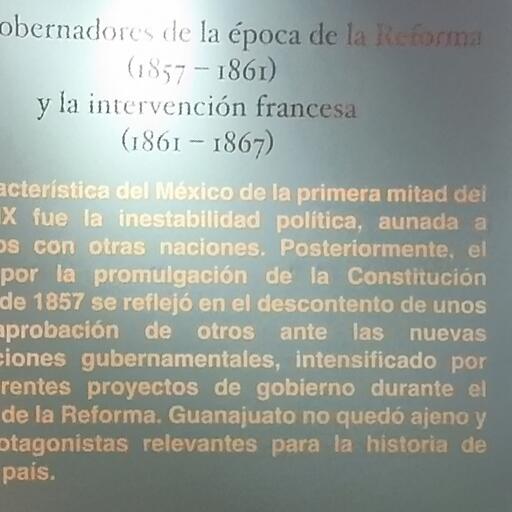 obernadores de la época de la Reforma
(1857 – 1861)
y la intervención francesa
(1861 – 1867)
acterística del México de la primera mitad del
IX fue la inestabilidad política, aunada a
os con otras naciones. Posteriormente, el
por la promulgación de la Constitución
de 1857 se reflejó en el descontento de unos
aprobación de otros ante las nuevas
ciones gubernamentales, intensificado por
rentes proyectos de gobierno durante el
de la Reforma. Guanajuato no quedó ajeno y
otagonistas relevantes para la historia de
país.